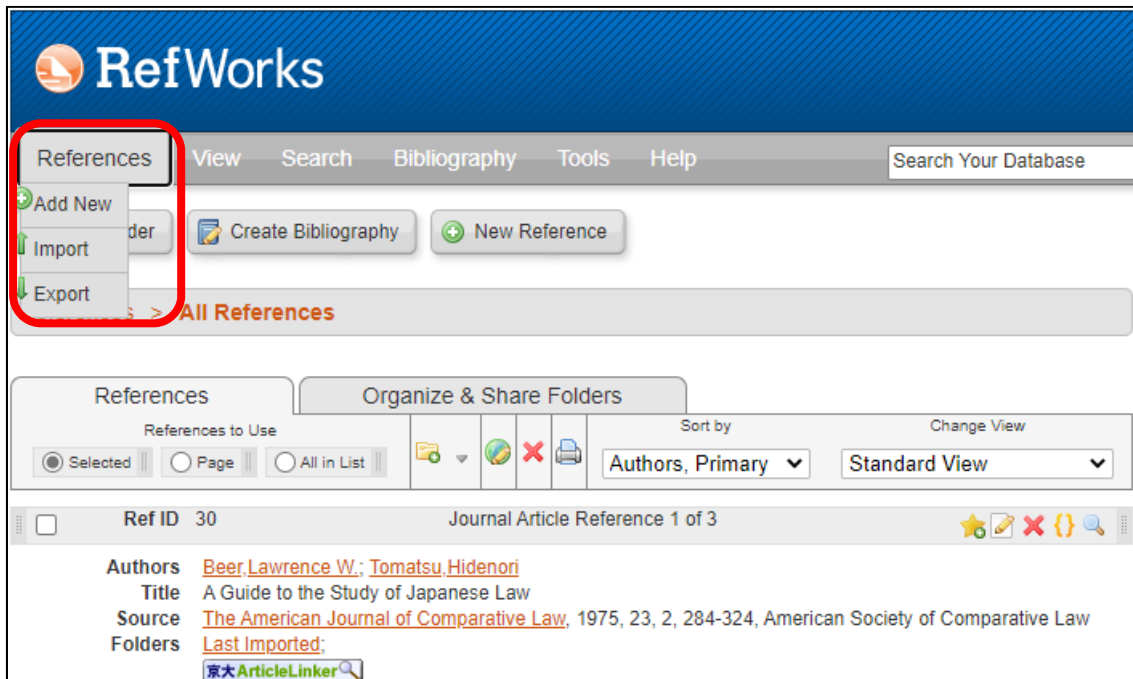 RefWorks
References View Search Bibliography Tools Help Search Your Database
Add New
der Create Bibliography New Reference
Import
Export
> All References
References Organize & Share Folders
References to Use Sort by Change View
Selected Page All in List Authors, Primary Standard View
Ref ID 30 Journal Article Reference 1 of 3
Authors Beer,Lawrence W.; Tomatsu,Hidenori
Title A Guide to the Study of Japanese Law
Source The American Journal of Comparative Law, 1975, 23, 2, 284-324, American Society of Comparative Law
Folders Last Imported;
京大ArticleLinker